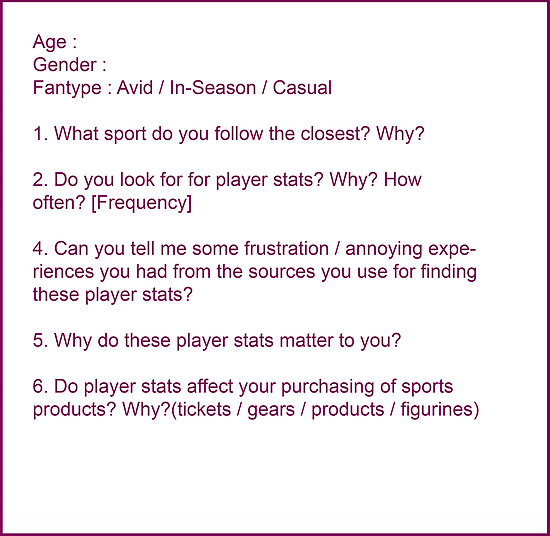 Age :
Gender :
Fantype : Avid / In-Season / Casual
1. What sport do you follow the closest? Why?
2. Do you look for for player stats? Why? How
often? [Frequency]
4. Can you tell me some frustration / annoying expe-
riences you had from the sources you use for finding
these player stats?
5. Why do these player stats matter to you?
6. Do player stats affect your purchasing of sports
products? Why?(tickets / gears / products / figurines)